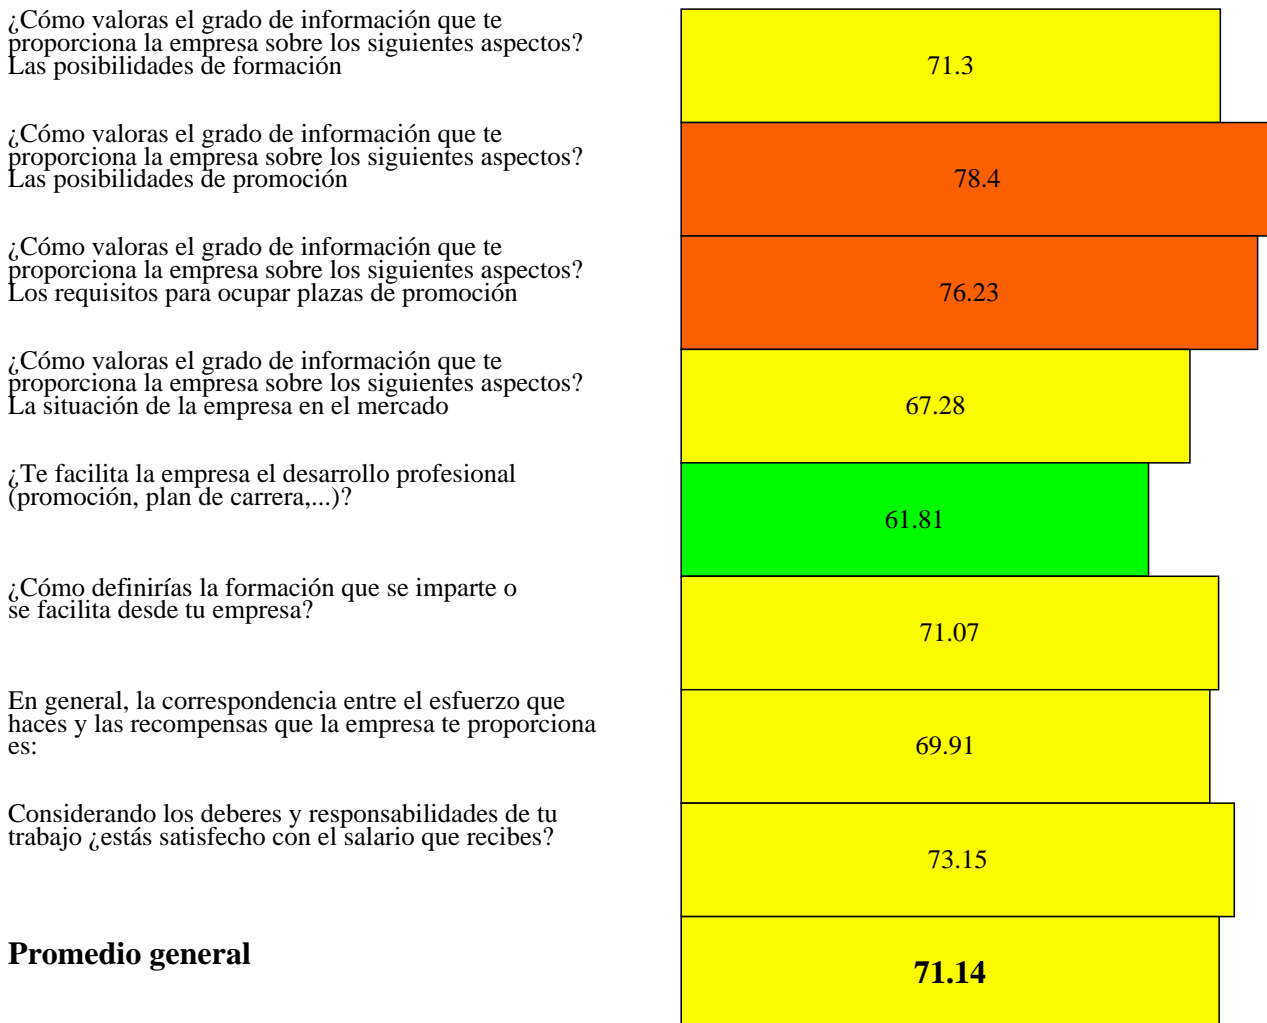 ¿Cómo valoras el grado de información que te
proporciona la empresa sobre los siguientes aspectos?
Las posibilidades de formación
71.3
¿Cómo valoras el grado de información que te
proporciona la empresa sobre los siguientes aspectos?
Las posibilidades de promoción
78.4
¿Cómo valoras el grado de información que te
proporciona la empresa sobre los siguientes aspectos?
Los requisitos para ocupar plazas de promoción
76.23
¿Cómo valoras el grado de información que te
proporciona la empresa sobre los siguientes aspectos?
La situación de la empresa en el mercado
67.28
¿Te facilita la empresa el desarrollo profesional
(promoción, plan de carrera,...)?
61.81
¿Cómo definirías la formación que se imparte o
se facilita desde tu empresa?
71.07
En general, la correspondencia entre el esfuerzo que
haces y las recompensas que la empresa te proporciona
es:
69.91
Considerando los deberes y responsabilidades de tu
trabajo ¿estás satisfecho con el salario que recibes?
73.15
Promedio general
71.14